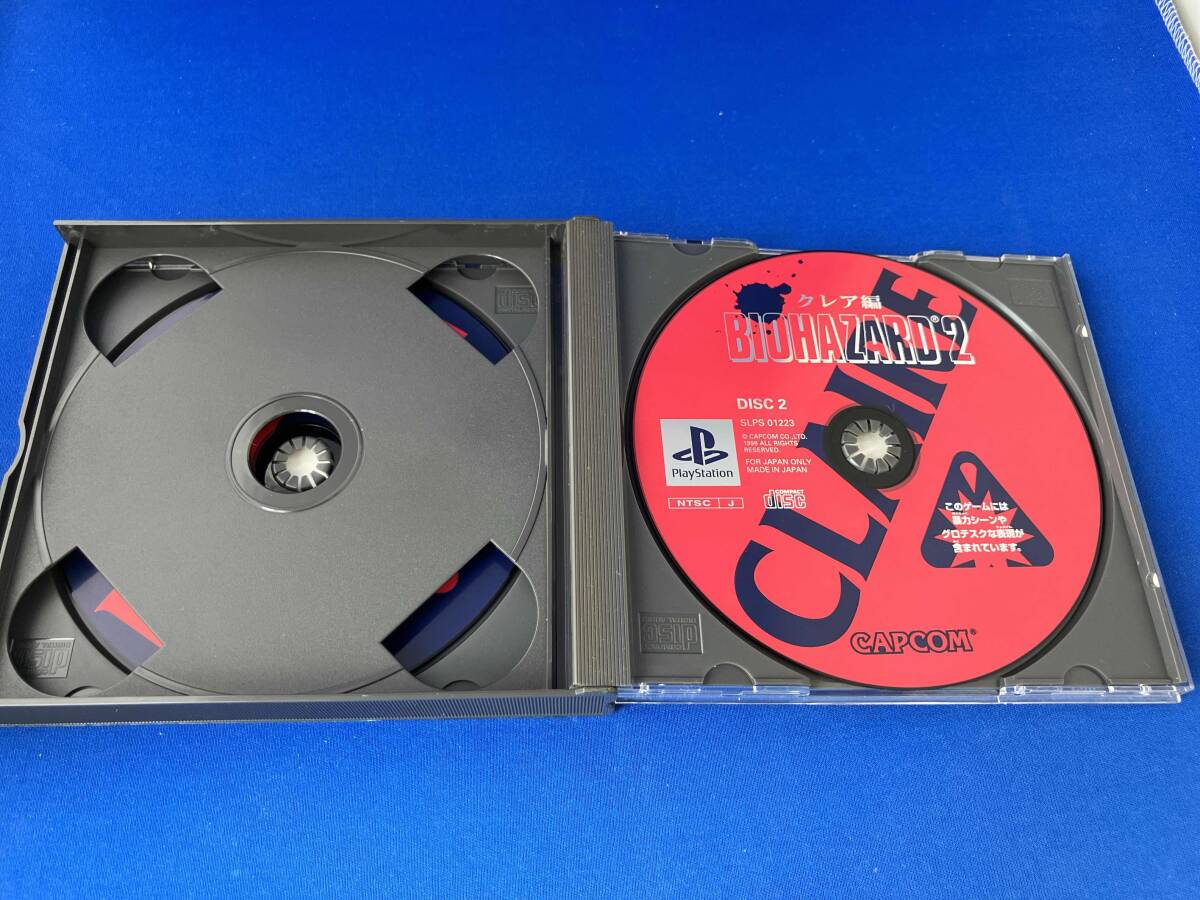 クレア編
BIOHAZARD®2
CLAIRE
DISC 2
SLPS 01223
© CAPCOM CO.,LTD.
1998 ALL RIGHTS
RESERVED.
FOR JAPAN ONLY
MADE IN JAPAN
PlayStation
NTSC J
COMPACT
disc
このゲームには
暴力シーンや
グロテスクな表現が
含まれています。
CAPCOM®
disc
disc
disc